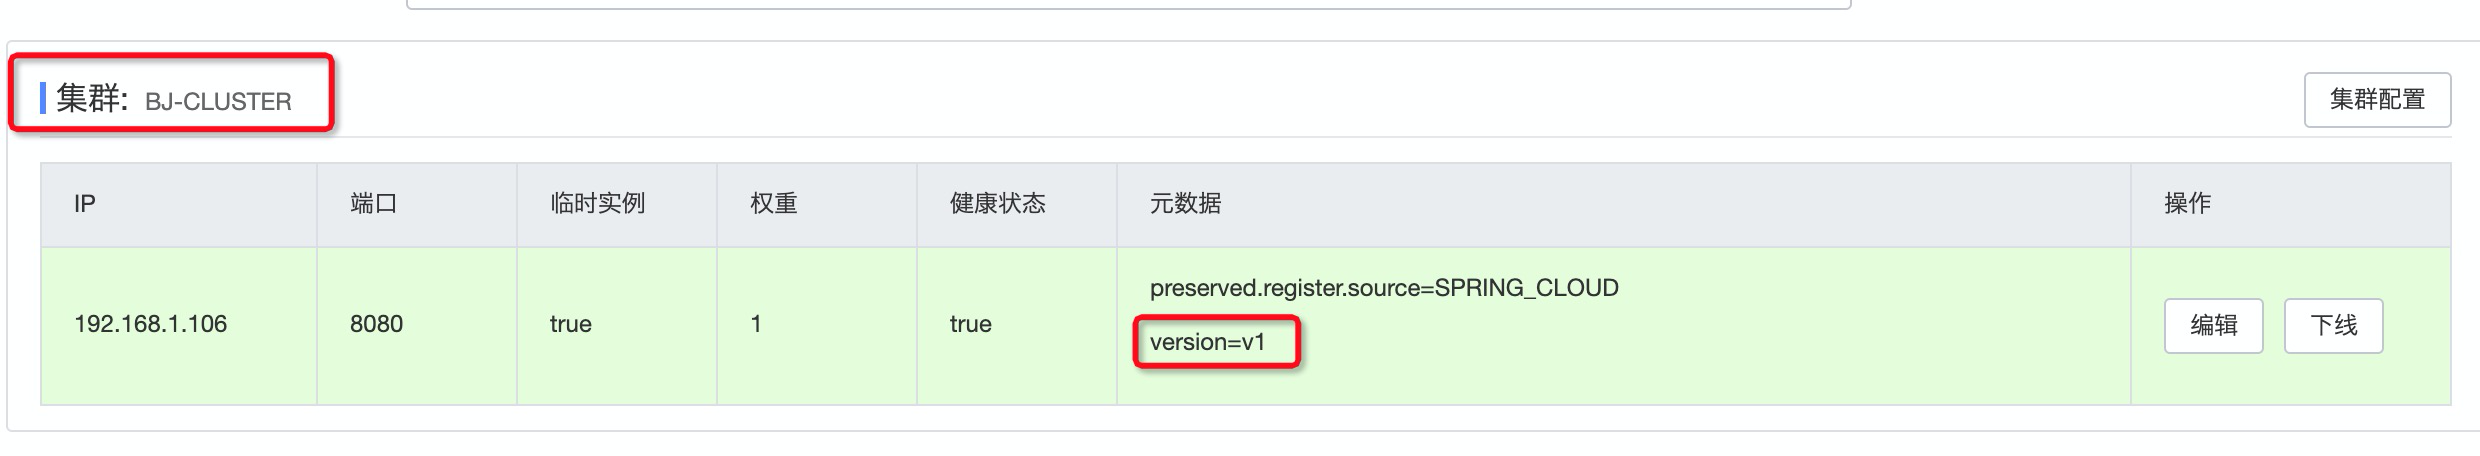 集群: BJ-CLUSTER
集群配置
IP 端口 临时实例 权重 健康状态 元数据 操作
preserved.register.source=SPRING_CLOUD
192.168.1.106 8080 true 1 true 编辑 下线
version=v1